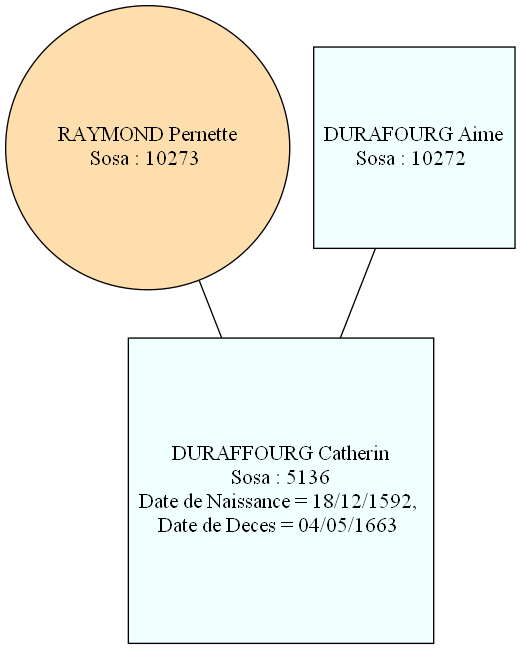 RAYMOND Pernette
Sosa : 10273
DURAFOURG Aime
Sosa : 10272
DURAFFOURG Catherin
Sosa : 5136
Date de Naissance = 18/12/1592,
Date de Deces = 04/05/1663